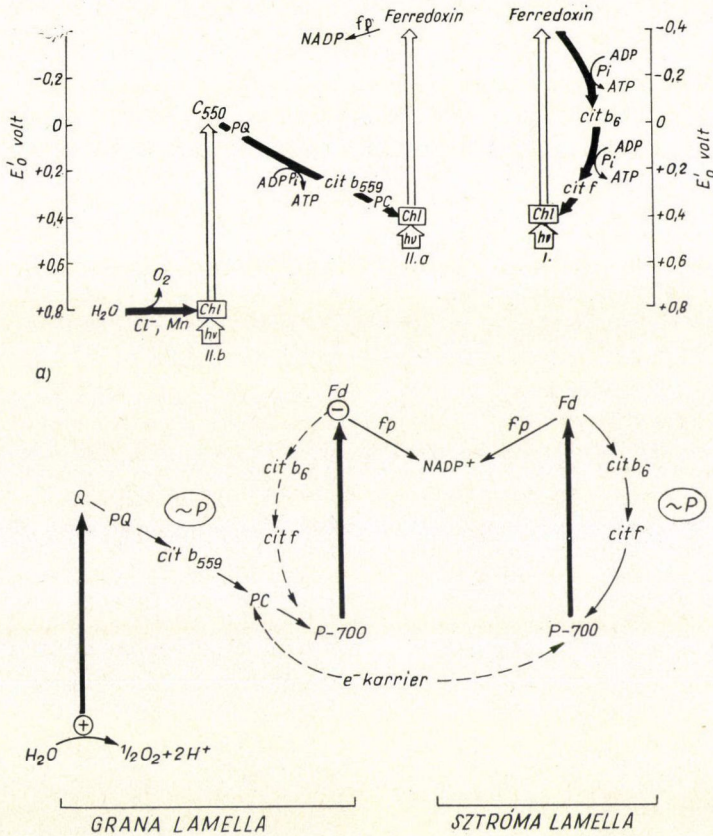 Ferredoxin Ferredoxin
NADP fp
E'₀ volt
-0,4
-0,2
0
+0,2
+0,4
+0,6
+0,8
C₅₅₀
PQ
ADP Pi
ATP
cit b₅₅₉
PC
Chl
hν
II.a
H₂O
O₂
Cl⁻, Mn
Chl
hν
II.b
ADP
Pi
ATP
cit b₆
ADP
Pi
ATP
cit f
Chl
hν
I.
-0,4
-0,2
0
+0,2
+0,4
+0,6
+0,8
E'₀ volt
a)
Fd
−
fp
NADP⁺
fp
Fd
cit b₆
cit f
cit b₆
cit f
Q
PQ
~P
cit b₅₅₉
PC
P-700
~P
P-700
e⁻karrier
+
H₂O
½O₂+2H⁺
GRANA LAMELLA
SZTRÓMA LAMELLA